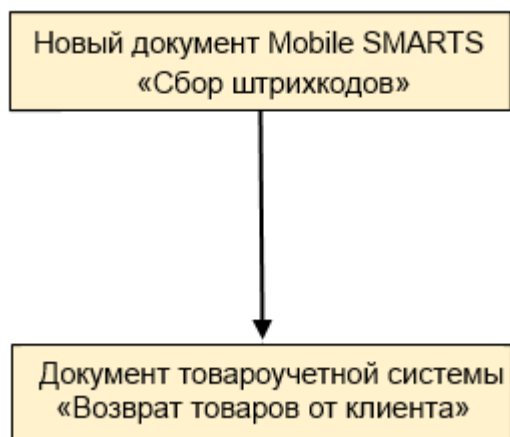 Новый документ Mobile SMARTS
«Сбор штрихкодов»
Документ товароучетной системы
«Возврат товаров от клиента»